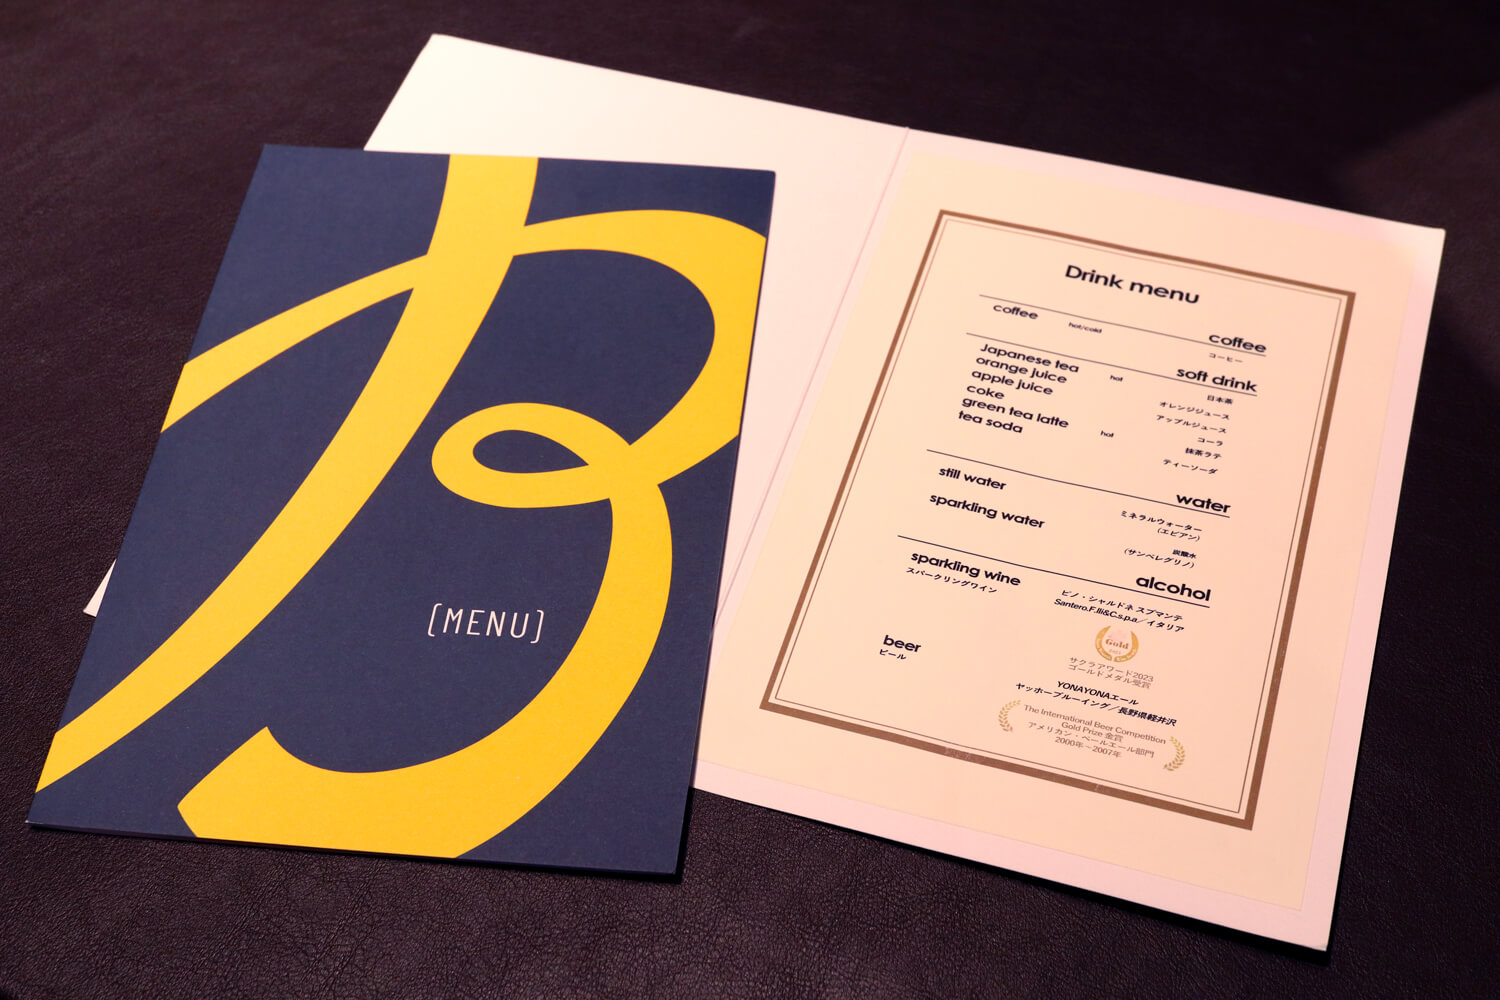 [MENU]
Drink menu
coffee
coffee hot/cold
コーヒー
soft drink
Japanese tea hot
日本茶
orange juice
オレンジジュース
apple juice
アップルジュース
coke
コーラ
green tea latte hot
抹茶ラテ
tea soda
ティーソーダ
water
still water
ミネラルウォーター
(エビアン)
sparkling water
炭酸水
(サンペレグリノ)
alcohol
sparkling wine
スパークリングワイン
ピノ・シャルドネ スプマンテ
Santero.F.lli&C.s.p.a／イタリア
Gold
サクラアワード2023
ゴールドメダル受賞
beer
ビール
YONAYONAエール
ヤッホーブルーイング／長野県軽井沢
The International Beer Competition
Gold Prize 金賞
アメリカン・ペールエール部門
2000年～2007年